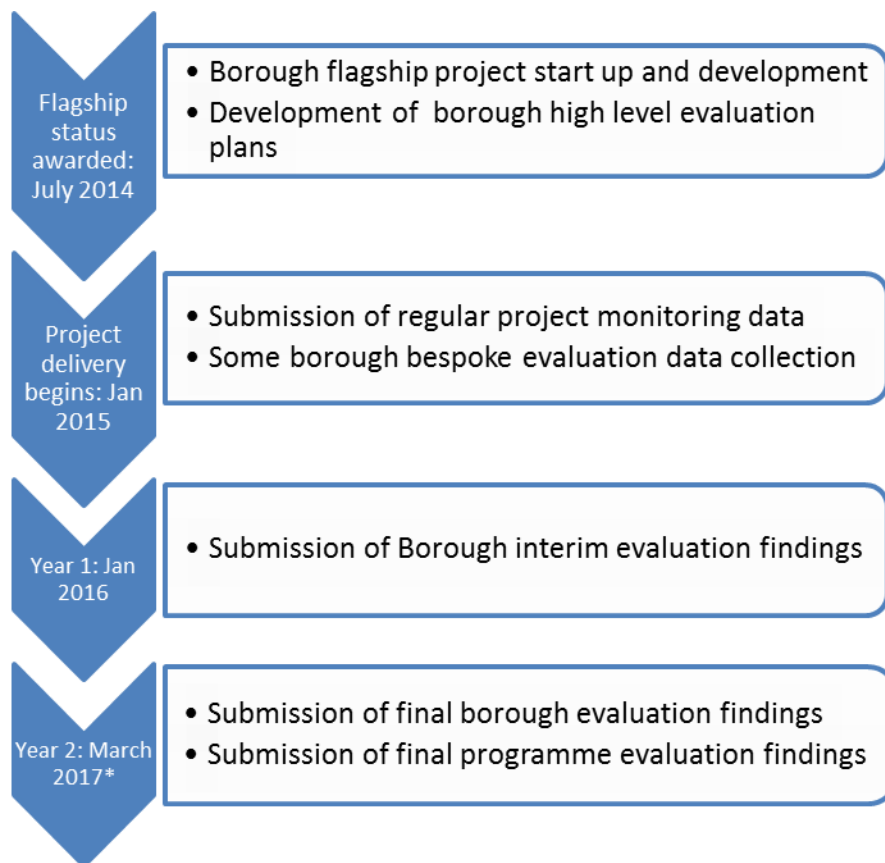 Flagship
status
awarded:
July 2014
• Borough flagship project start up and development
• Development of borough high level evaluation
plans
Project
delivery
begins: Jan
2015
• Submission of regular project monitoring data
• Some borough bespoke evaluation data collection
Year 1: Jan
2016
• Submission of Borough interim evaluation findings
Year 2: March
2017*
• Submission of final borough evaluation findings
• Submission of final programme evaluation findings